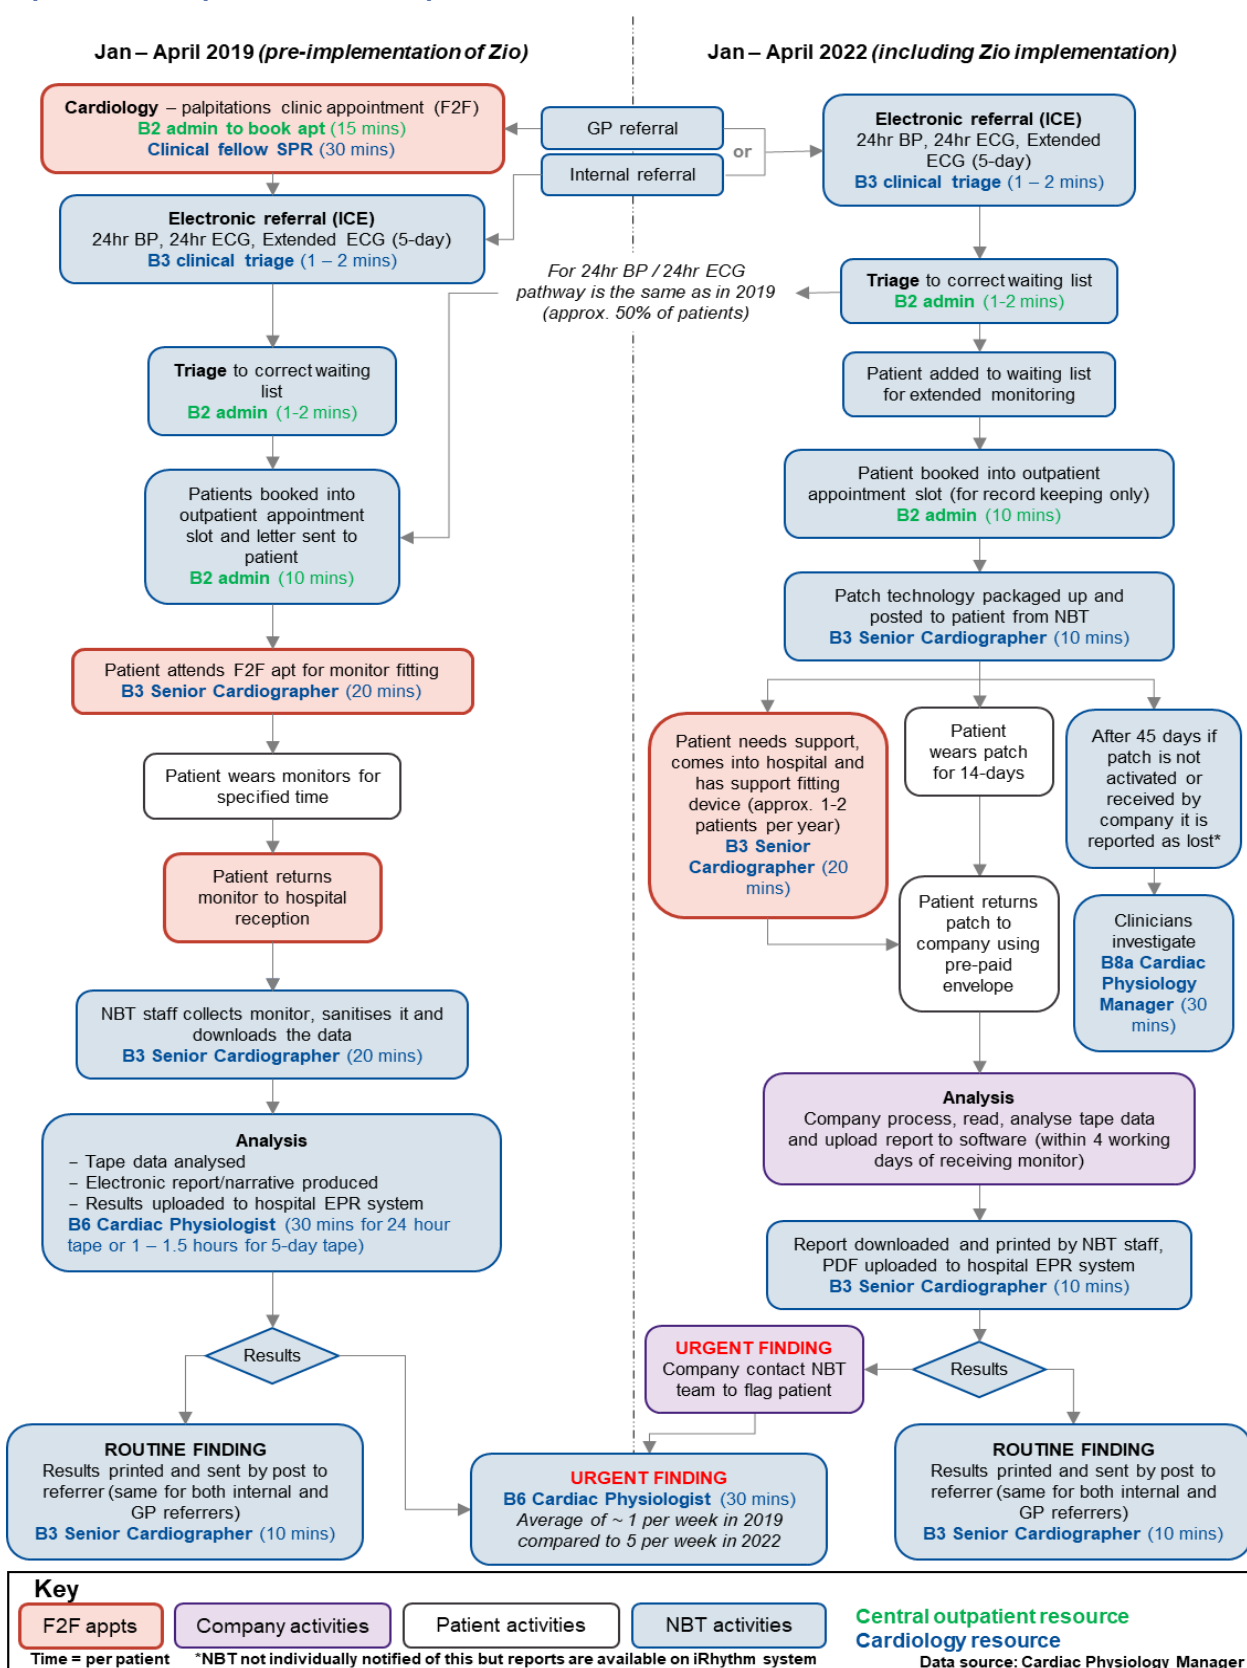 Jan – April 2019 (pre-implementation of Zio)
Jan – April 2022 (including Zio implementation)
Cardiology – palpitations clinic appointment (F2F)
B2 admin to book apt (15 mins)
Clinical fellow SPR (30 mins)
GP referral
or
Internal referral
Electronic referral (ICE)
24hr BP, 24hr ECG, Extended
ECG (5-day)
B3 clinical triage (1 – 2 mins)
Electronic referral (ICE)
24hr BP, 24hr ECG, Extended ECG (5-day)
B3 clinical triage (1 – 2 mins)
For 24hr BP / 24hr ECG
pathway is the same as in 2019
(approx. 50% of patients)
Triage to correct waiting list
B2 admin (1-2 mins)
Triage to correct waiting
list
B2 admin (1-2 mins)
Patient added to waiting list
for extended monitoring
Patients booked into
outpatient appointment
slot and letter sent to
patient
B2 admin (10 mins)
Patient booked into outpatient
appointment slot (for record keeping only)
B2 admin (10 mins)
Patch technology packaged up and
posted to patient from NBT
B3 Senior Cardiographer (10 mins)
Patient attends F2F apt for monitor fitting
B3 Senior Cardiographer (20 mins)
Patient wears monitors for
specified time
Patient needs support,
comes into hospital and
has support fitting
device (approx. 1-2
patients per year)
B3 Senior
Cardiographer (20
mins)
Patient
wears patch
for 14-days
After 45 days if
patch is not
activated or
received by
company it is
reported as lost*
Patient returns
monitor to hospital
reception
Patient returns
patch to
company using
pre-paid
envelope
Clinicians
investigate
B8a Cardiac
Physiology
Manager (30
mins)
NBT staff collects monitor, sanitises it and
downloads the data
B3 Senior Cardiographer (20 mins)
Analysis
Company process, read, analyse tape data
and upload report to software (within 4 working
days of receiving monitor)
Analysis
– Tape data analysed
– Electronic report/narrative produced
– Results uploaded to hospital EPR system
B6 Cardiac Physiologist (30 mins for 24 hour
tape or 1 – 1.5 hours for 5-day tape)
Report downloaded and printed by NBT staff,
PDF uploaded to hospital EPR system
B3 Senior Cardiographer (10 mins)
Results
URGENT FINDING
Company contact NBT
team to flag patient
Results
ROUTINE FINDING
Results printed and sent by post to
referrer (same for both internal and
GP referrers)
B3 Senior Cardiographer (10 mins)
URGENT FINDING
B6 Cardiac Physiologist (30 mins)
Average of ~ 1 per week in 2019
compared to 5 per week in 2022
ROUTINE FINDING
Results printed and sent by post to
referrer (same for both internal and
GP referrers)
B3 Senior Cardiographer (10 mins)
Key
F2F appts
Company activities
Patient activities
NBT activities
Central outpatient resource
Cardiology resource
Time = per patient
*NBT not individually notified of this but reports are available on iRhythm system
Data source: Cardiac Physiology Manager